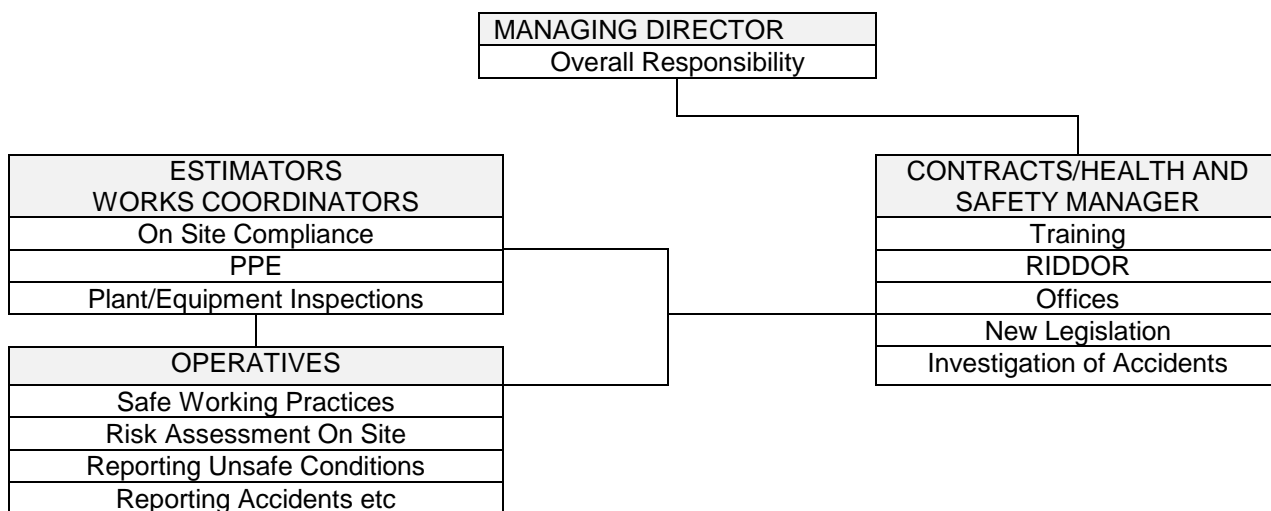 MANAGING DIRECTOR
Overall Responsibility
ESTIMATORS
WORKS COORDINATORS
On Site Compliance
PPE
Plant/Equipment Inspections
CONTRACTS/HEALTH AND
SAFETY MANAGER
Training
RIDDOR
Offices
New Legislation
Investigation of Accidents
OPERATIVES
Safe Working Practices
Risk Assessment On Site
Reporting Unsafe Conditions
Reporting Accidents etc